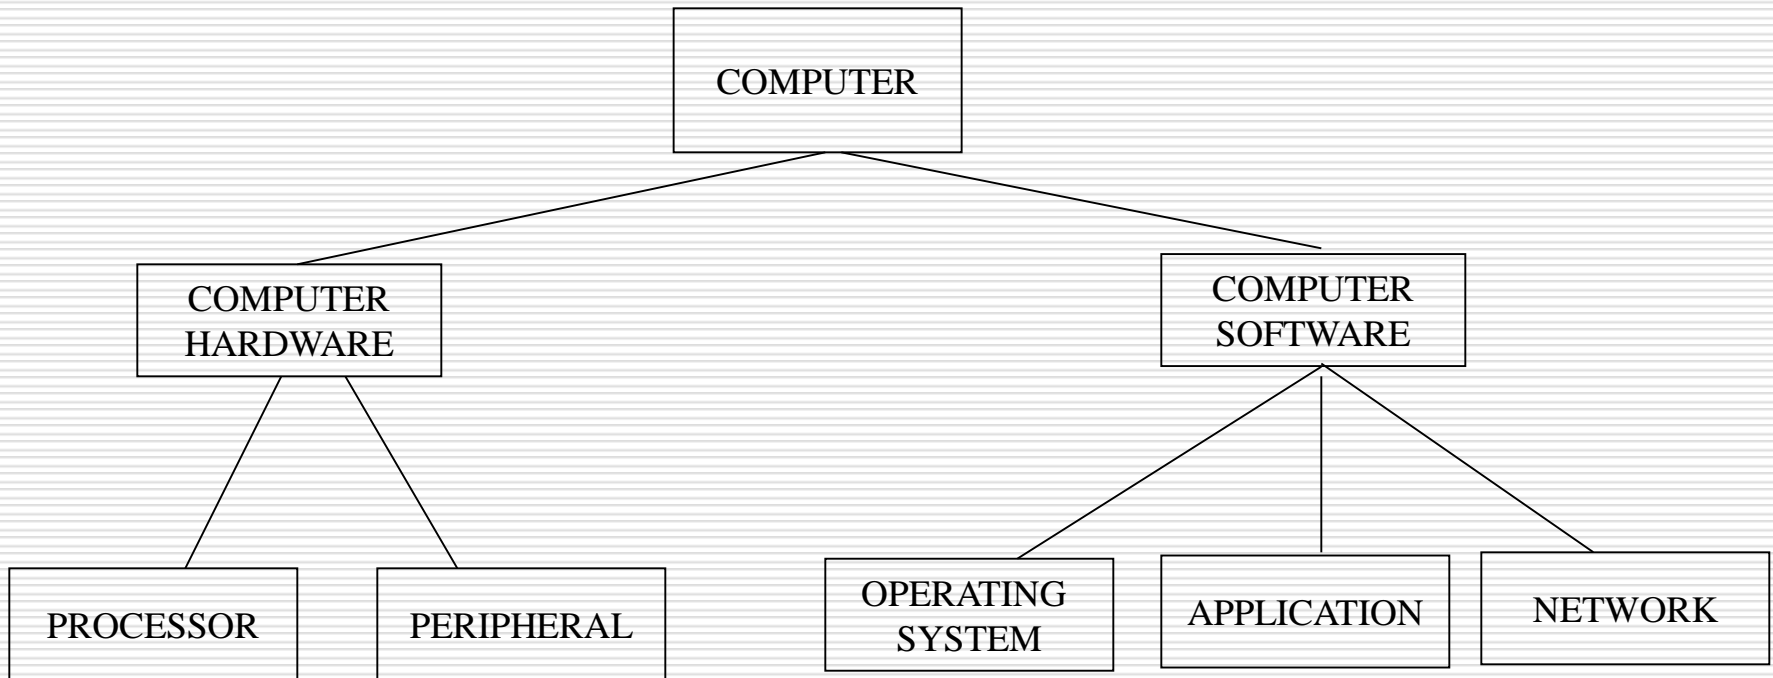 COMPUTER
COMPUTER
HARDWARE
COMPUTER
SOFTWARE
PROCESSOR
PERIPHERAL
OPERATING
SYSTEM
APPLICATION
NETWORK